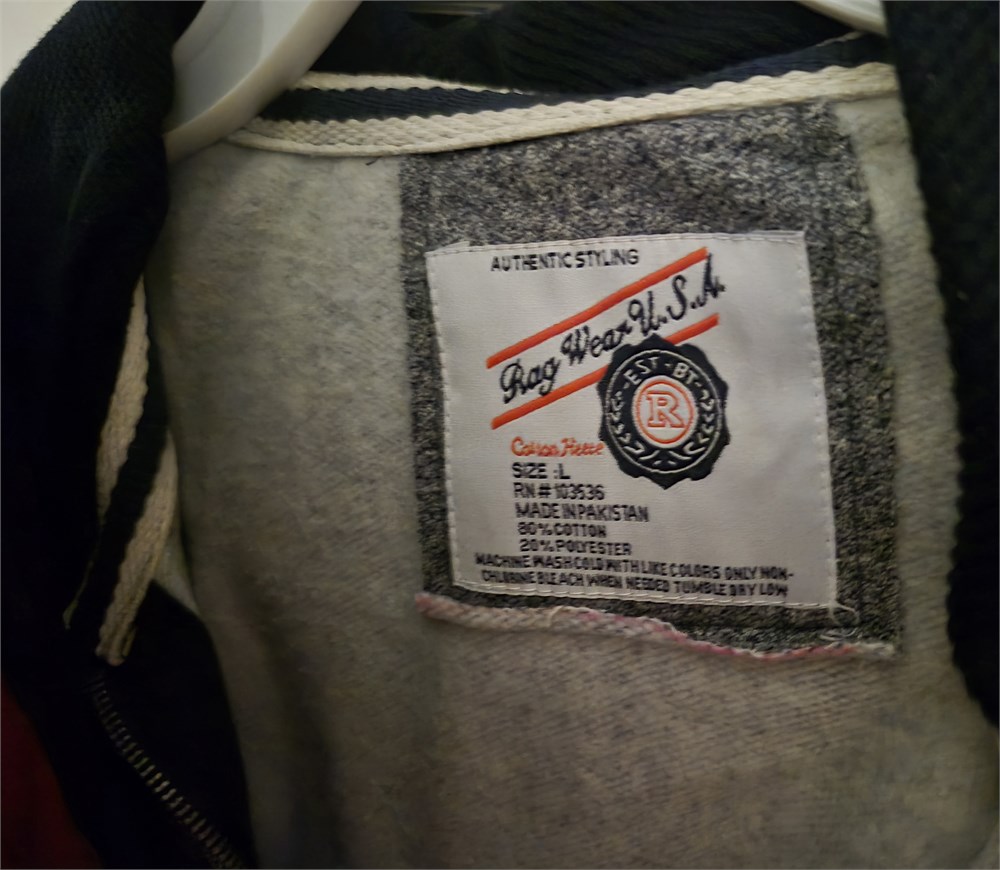 AUTHENTIC STYLING
Rag Wear U.S.A.
EST - BT
R
Cotton Fleece
SIZE :L
RN # 103536
MADE IN PAKISTAN
80% COTTON
20% POLYESTER
MACHINE WASH COLD WITH LIKE COLORS ONLY NON-
CHLORINE BLEACH WHEN NEEDED TUMBLE DRY LOW